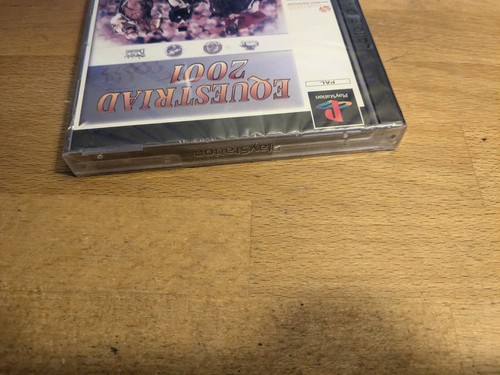 EQUESTRIAD
2001
PAL
PlayStation
PlayStation